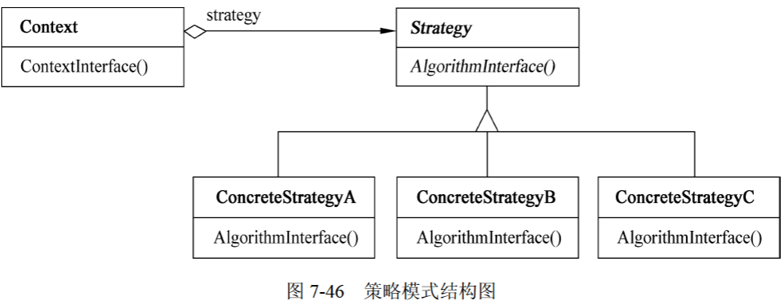 Context
strategy
Strategy
ContextInterface()
AlgorithmInterface()
ConcreteStrategyA
ConcreteStrategyB
ConcreteStrategyC
AlgorithmInterface()
AlgorithmInterface()
AlgorithmInterface()
图 7-46 策略模式结构图